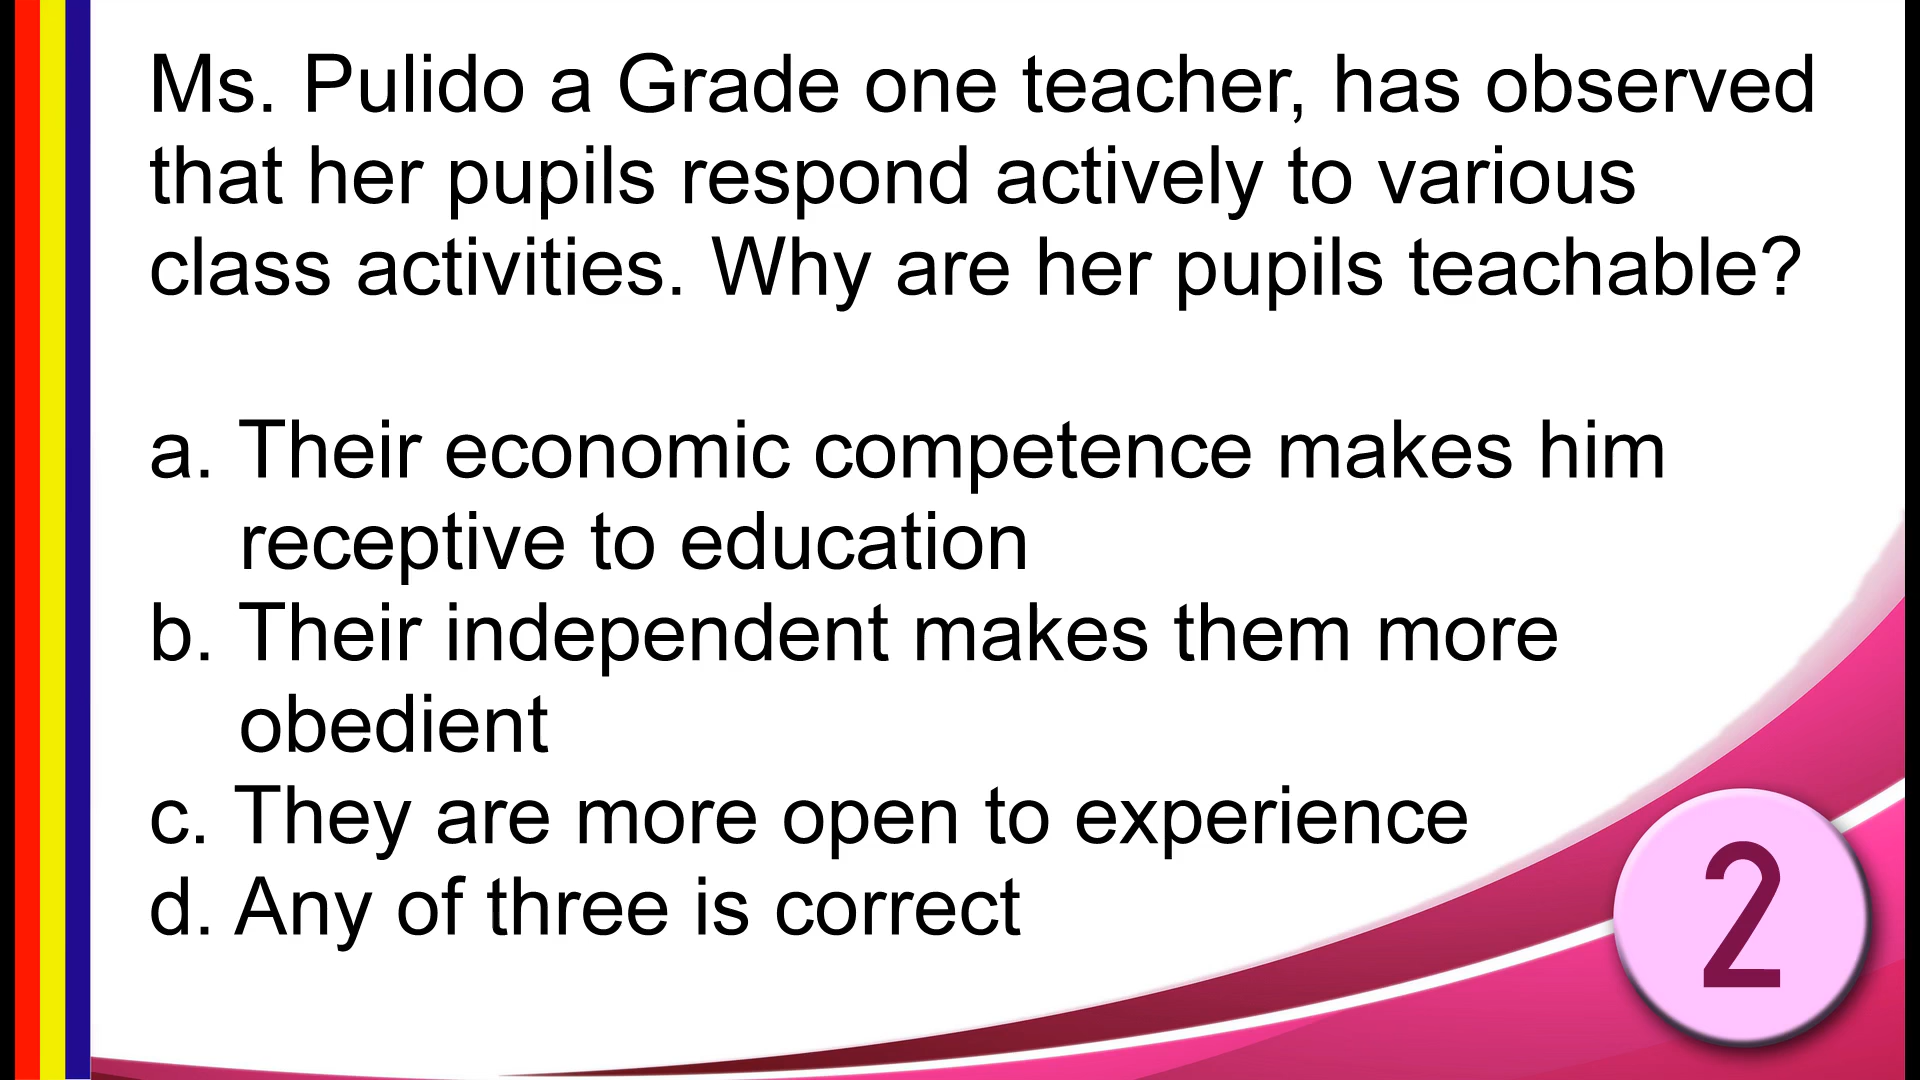 Ms. Pulido a Grade one teacher, has observed
that her pupils respond actively to various
class activities. Why are her pupils teachable?
a. Their economic competence makes him
receptive to education
b. Their independent makes them more
obedient
c. They are more open to experience
d. Any of three is correct
2